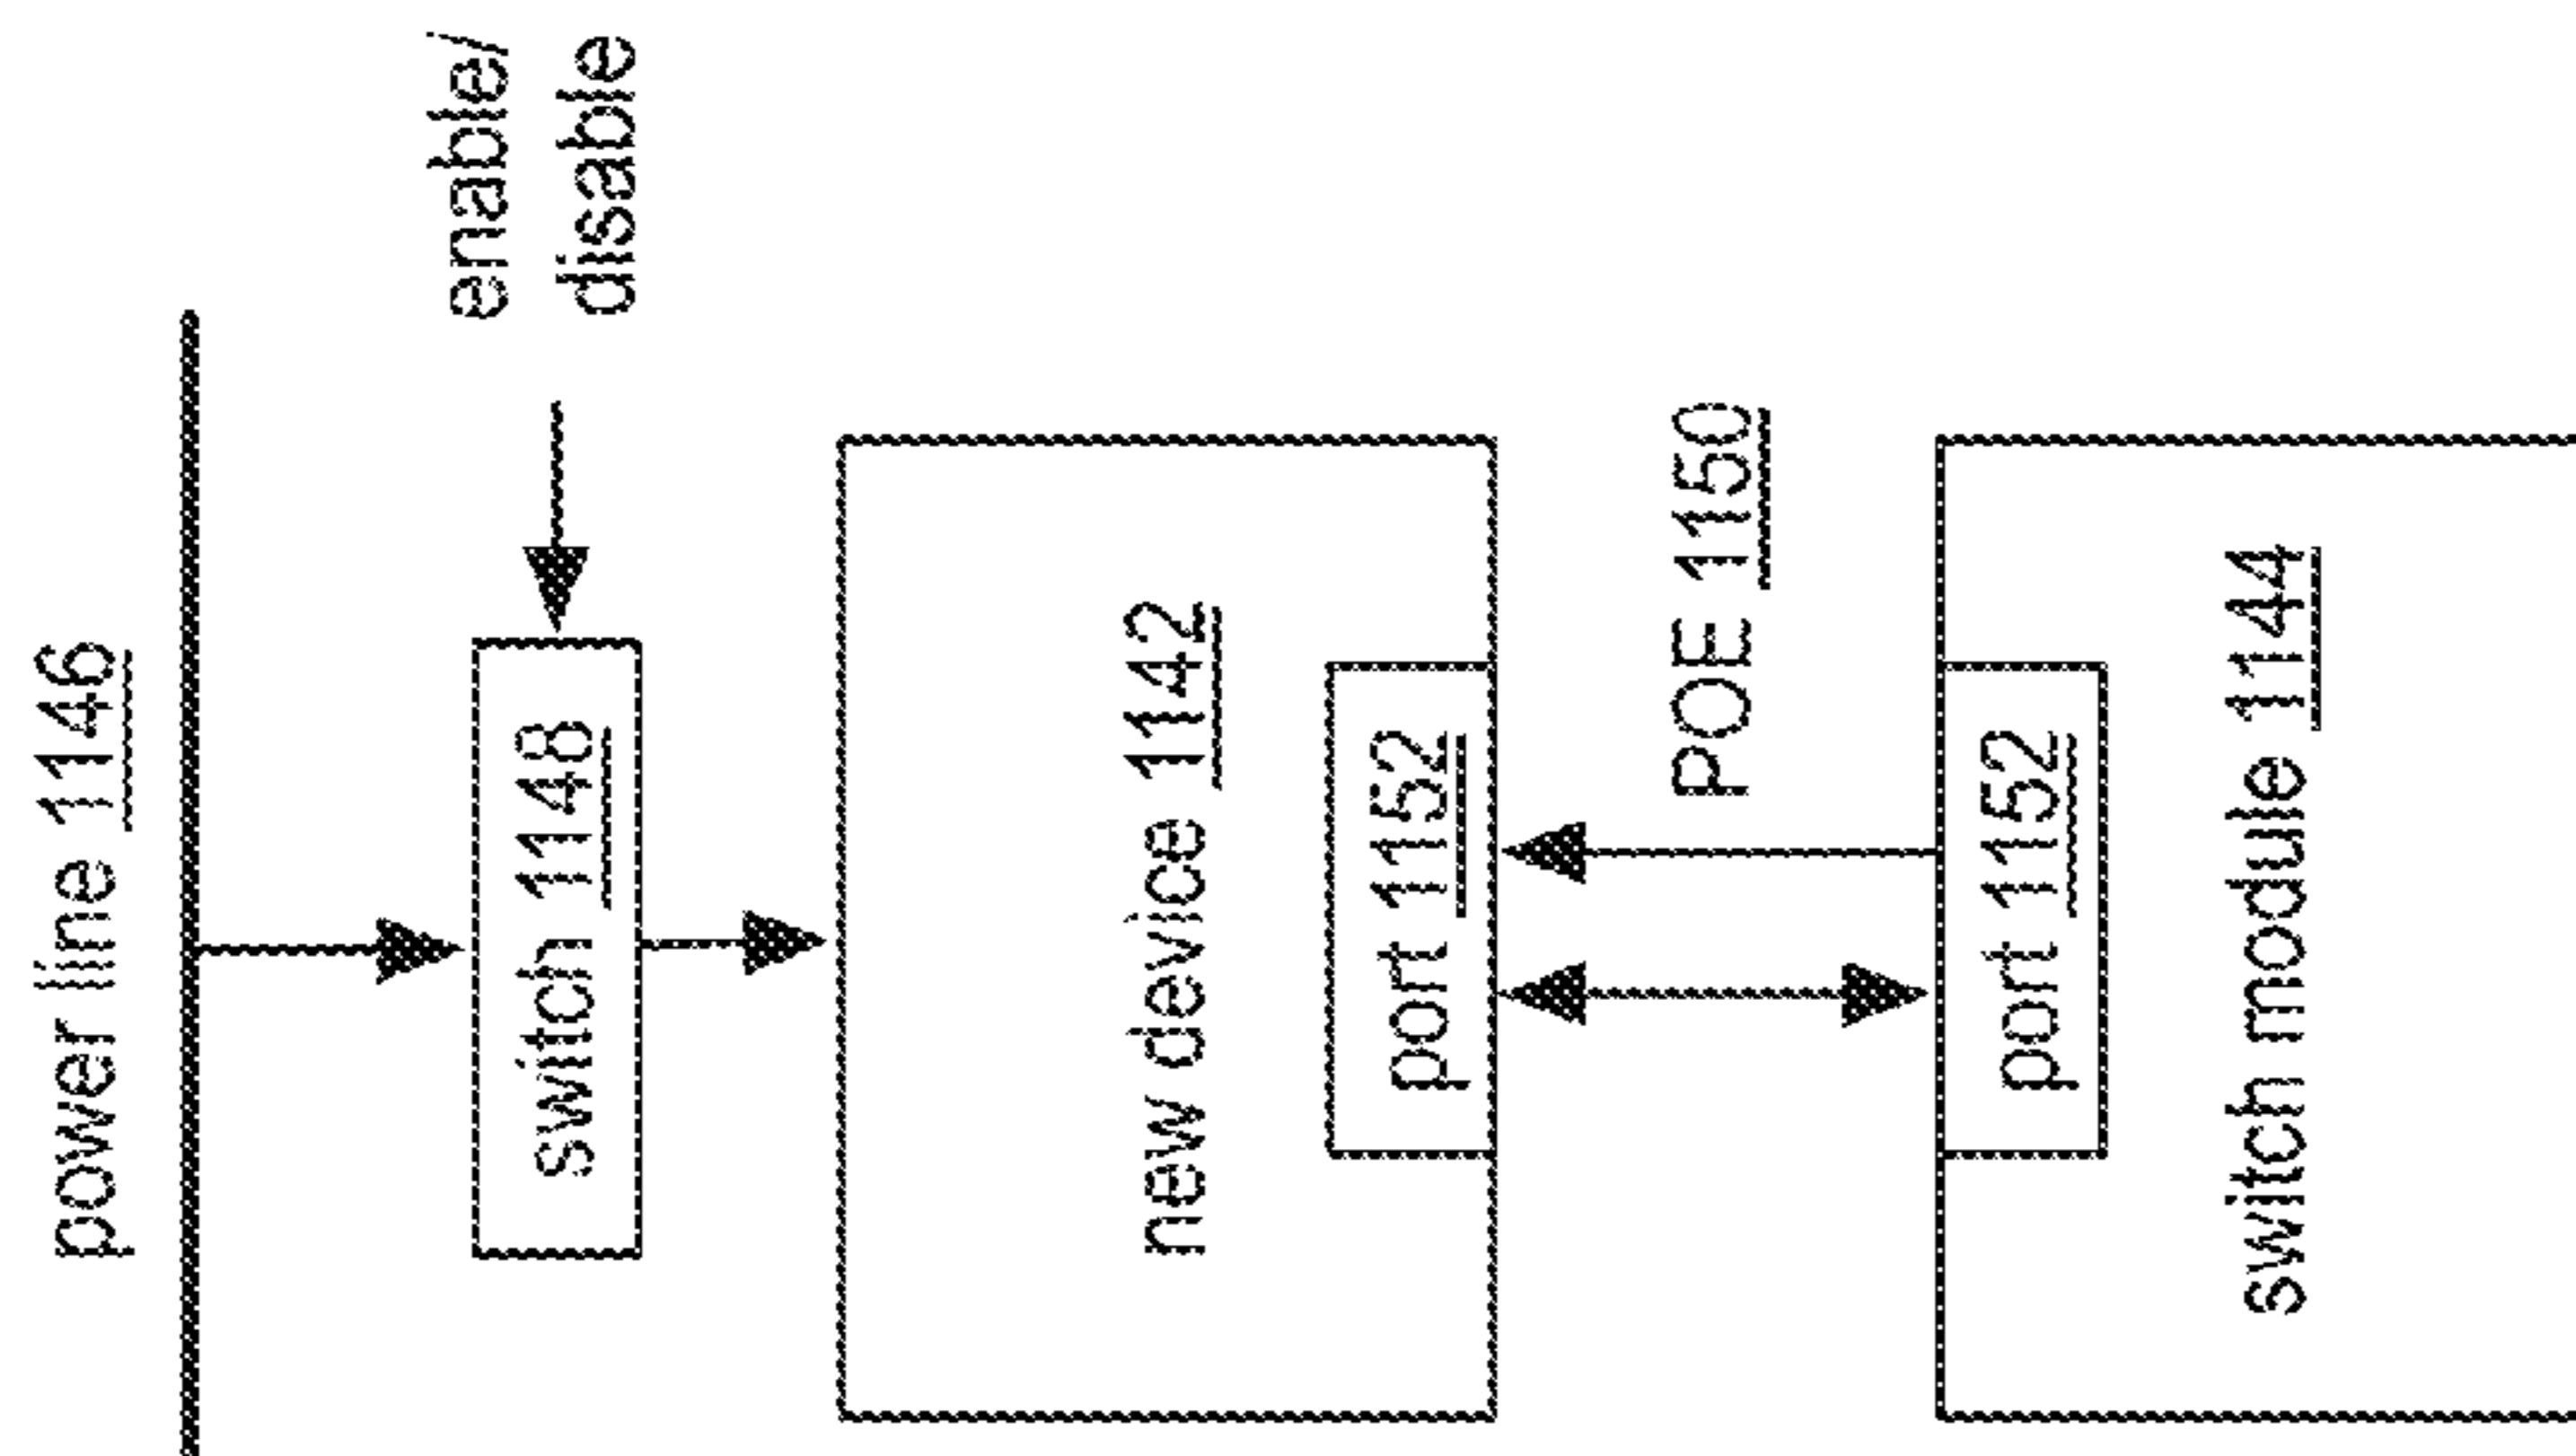 power line 1146
enable/
disable
switch 1148
new device 1142
port 1152
POE 1150
port 1152
switch module 1144